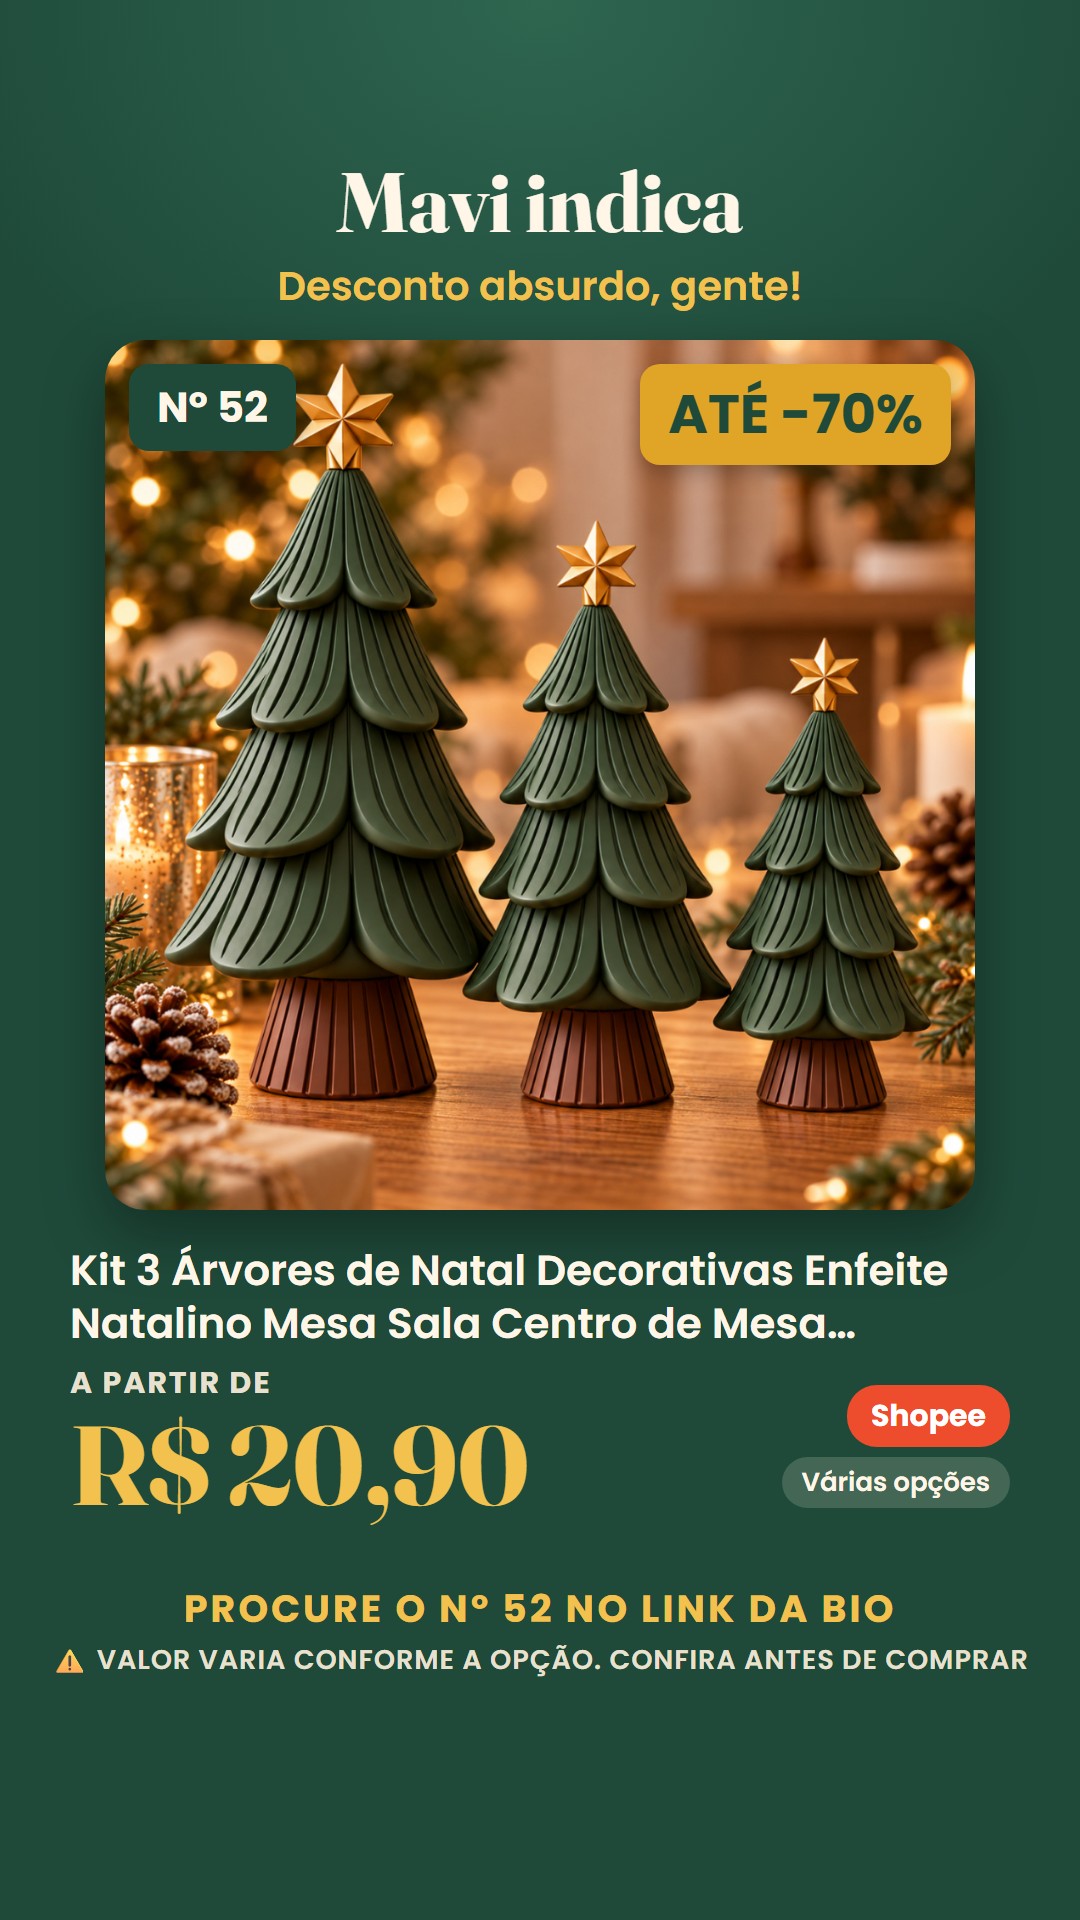 Mavi indica
Desconto absurdo, gente!
Nº 52
ATÉ -70%
Kit 3 Árvores de Natal Decorativas Enfeite
Natalino Mesa Sala Centro de Mesa...
A PARTIR DE
R$ 20,90
Shopee
Várias opções
PROCURE O Nº 52 NO LINK DA BIO
⚠ VALOR VARIA CONFORME A OPÇÃO. CONFIRA ANTES DE COMPRAR